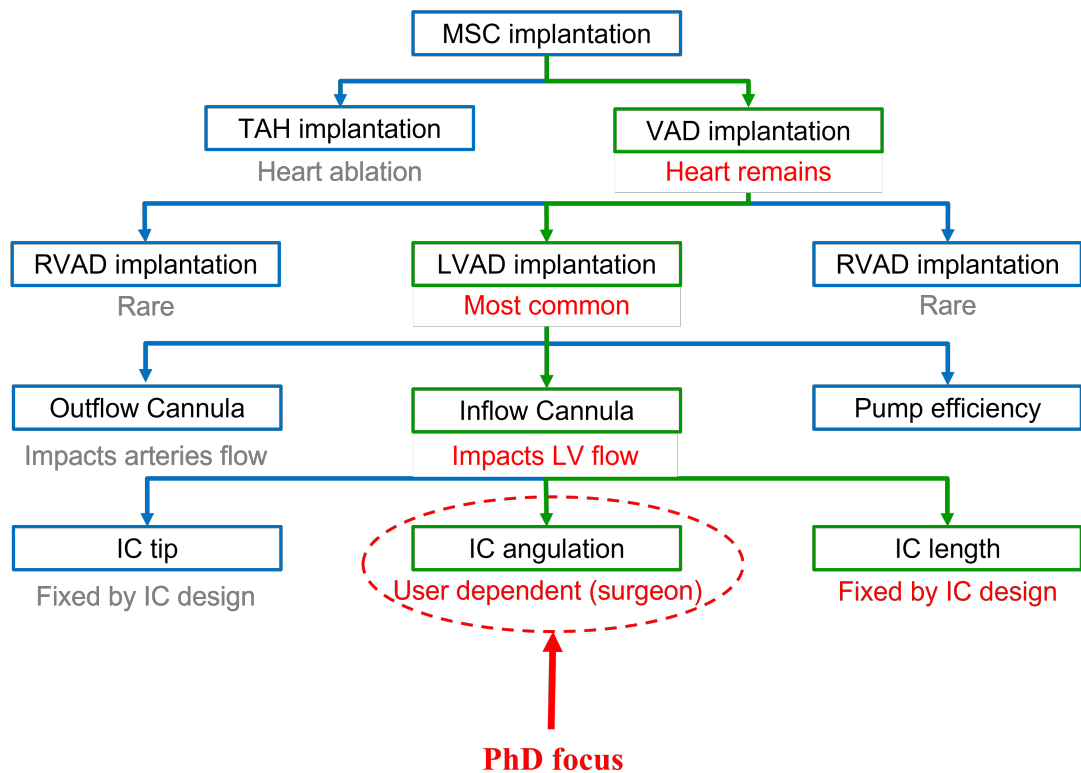 MSC implantation
TAH implantation
VAD implantation
Heart ablation
Heart remains
RVAD implantation
LVAD implantation
RVAD implantation
Rare
Most common
Rare
Outflow Cannula
Inflow Cannula
Pump efficiency
Impacts arteries flow
Impacts LV flow
IC tip
IC angulation
IC length
Fixed by IC design
User dependent (surgeon)
Fixed by IC design
PhD focus